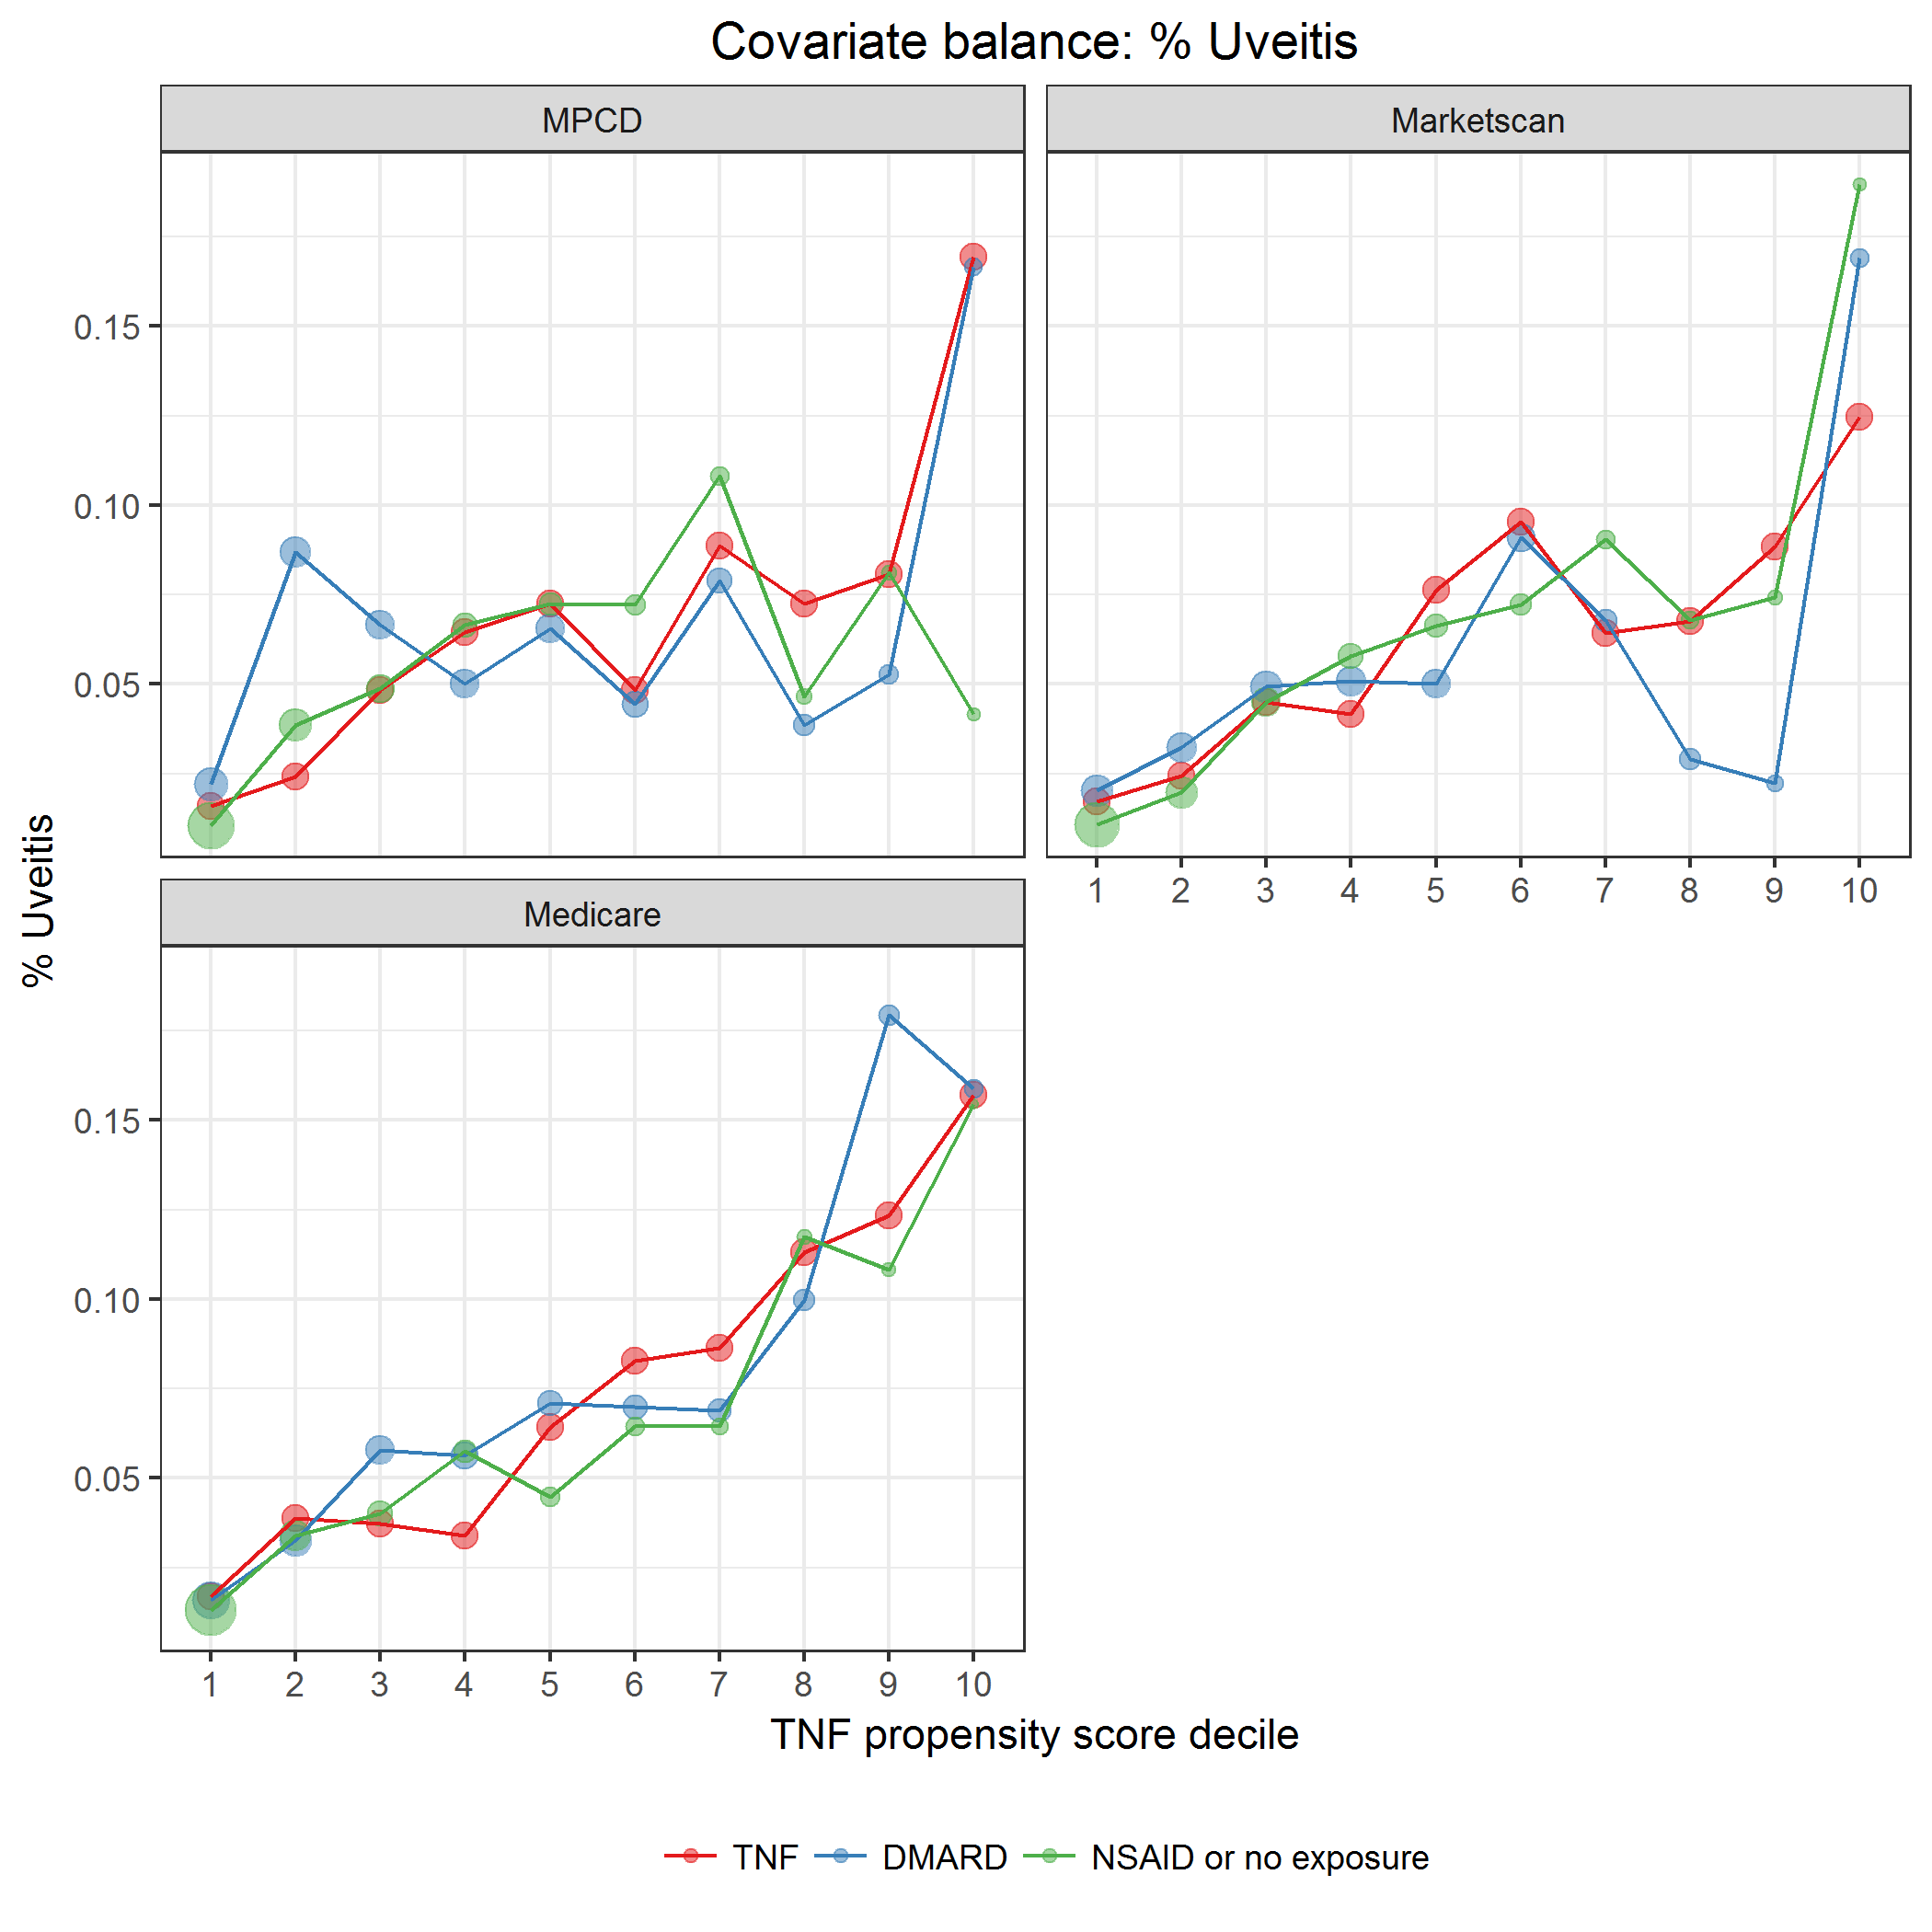 Covariate balance: % Uveitis
MPCD
Marketscan
0.15
0.10
0.05
1 2 3 4 5 6 7 8 9 10
% Uveitis
Medicare
0.15
0.10
0.05
1 2 3 4 5 6 7 8 9 10
TNF propensity score decile
TNF DMARD NSAID or no exposure